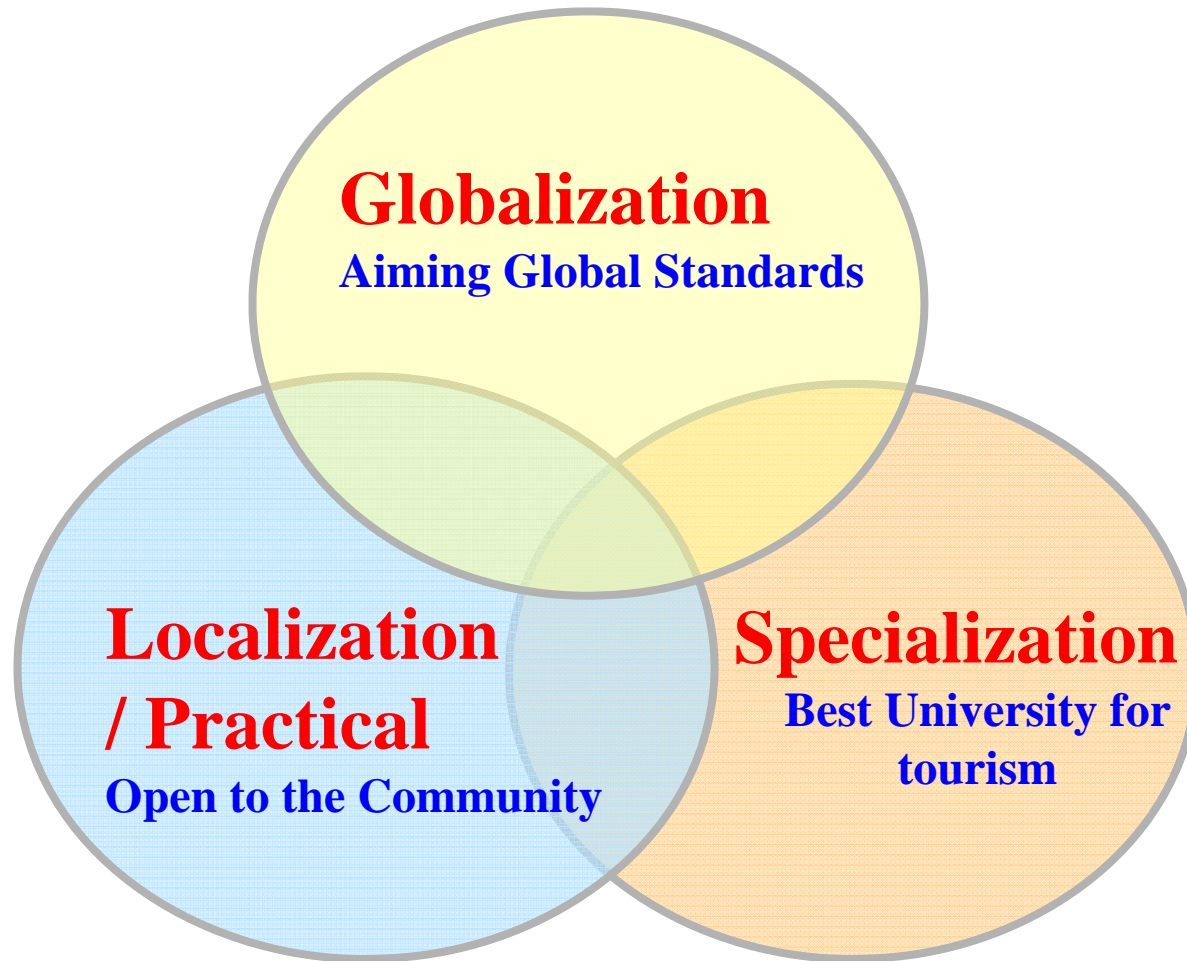 Globalization
Aiming Global Standards
Localization
/ Practical
Open to the Community
Specialization
Best University for
tourism